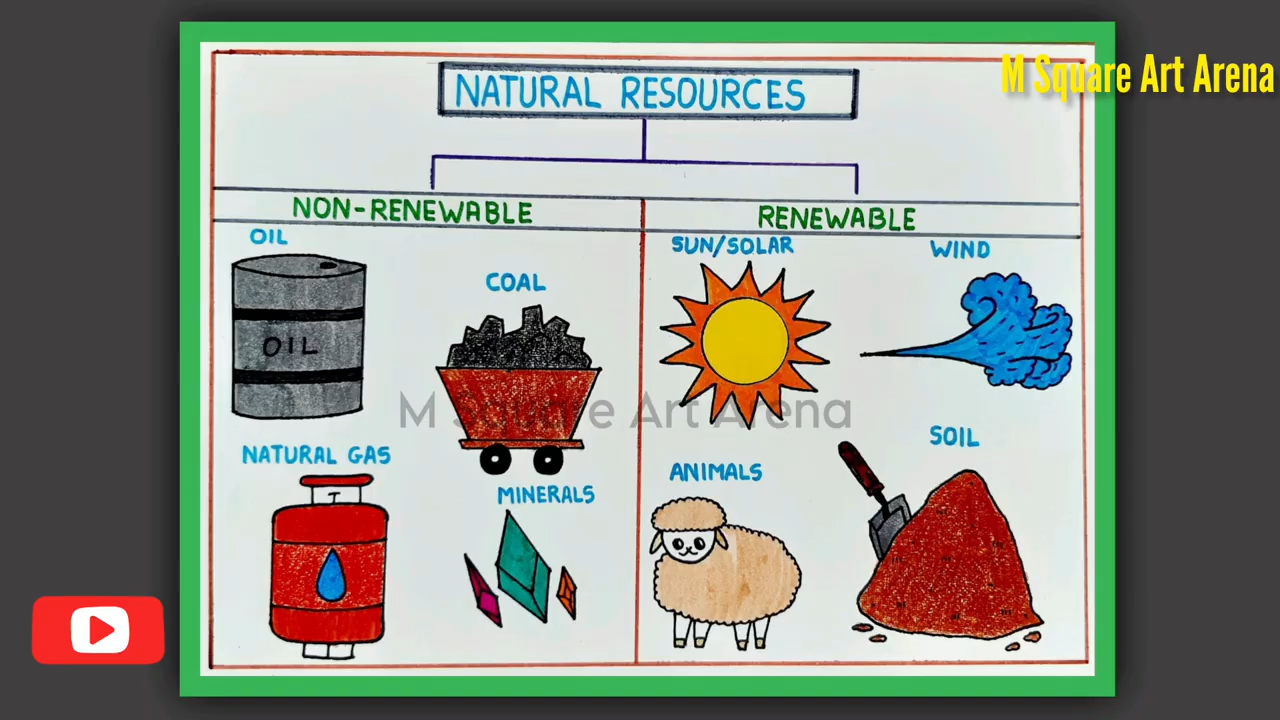 M Square Art Arena
NATURAL RESOURCES
NON-RENEWABLE
RENEWABLE
OIL
OIL
COAL
NATURAL GAS
MINERALS
SUN/SOLAR
WIND
ANIMALS
SOIL
M Square Art Arena